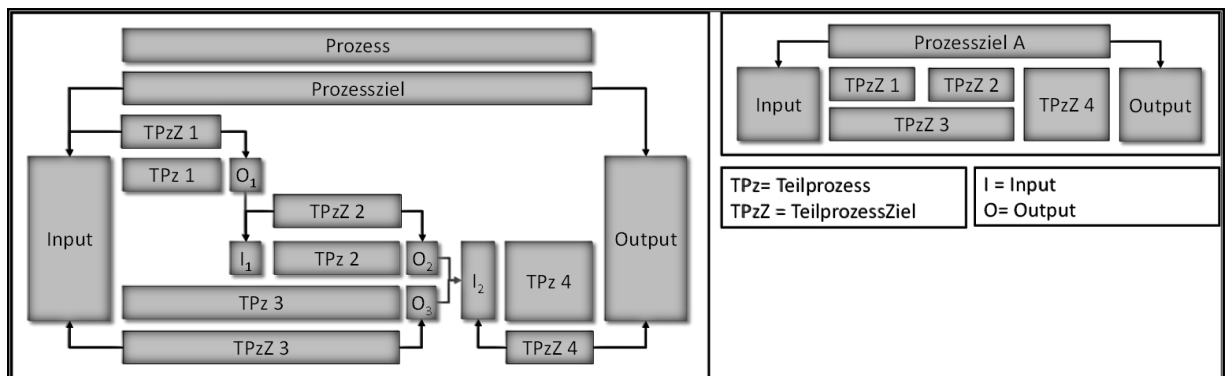 Prozess
Prozessziel
TPzZ 1
TPz 1
O₁
TPzZ 2
Input
I₁
TPz 2
O₂
I₂
TPz 4
Output
TPz 3
O₃
TPzZ 3
TPzZ 4
Prozessziel A
Input
TPzZ 1
TPzZ 2
TPzZ 4
Output
TPzZ 3
TPz= Teilprozess
TPzZ = TeilprozessZiel
I = Input
O= Output